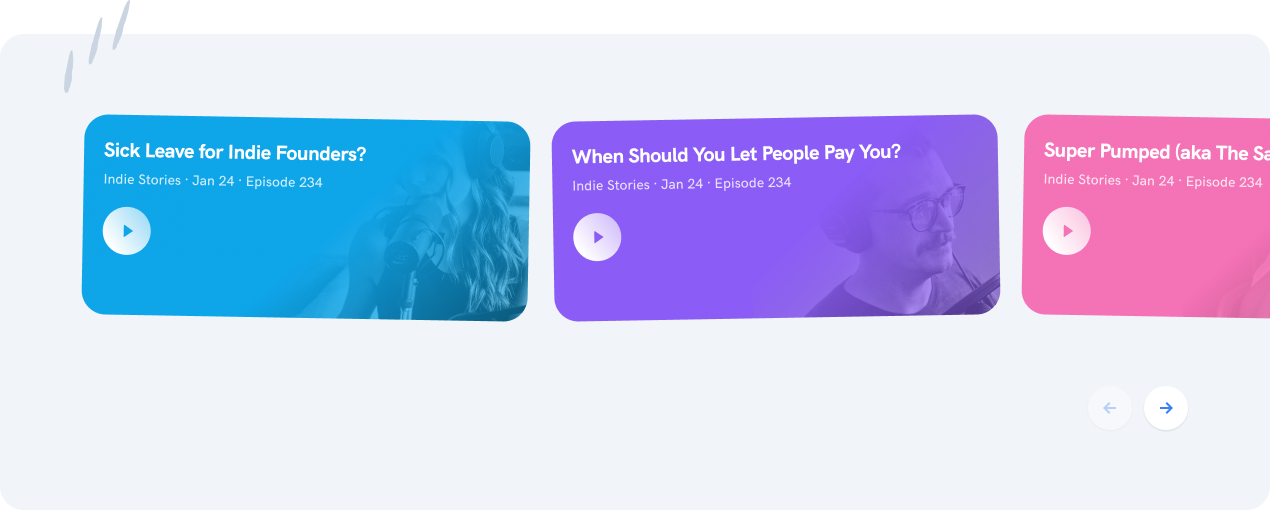 Sick Leave for Indie Founders?
Indie Stories · Jan 24 · Episode 234
When Should You Let People Pay You?
Indie Stories · Jan 24 · Episode 234
Super Pumped (aka The
Indie Stories · Jan 24 · Episode 234